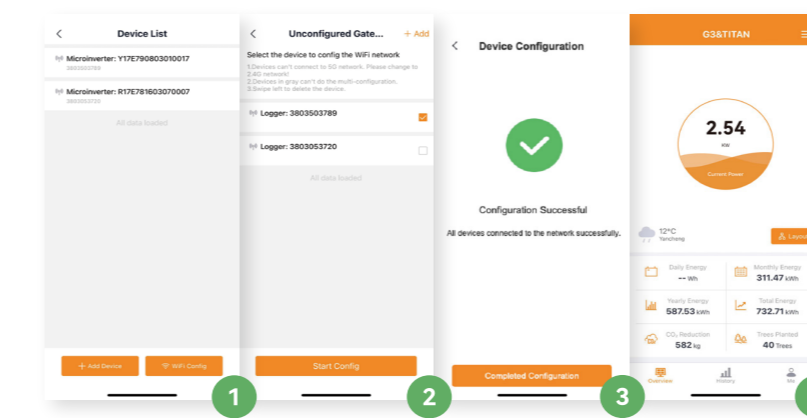 Device List
Microinverter: Y17E790803010017
3803503789
Microinverter: R17E781603070007
3803053720
All data loaded
+ Add Device
WiFi Config
1
Unconfigured Gate...
+ Add
Select the device to config the WiFi network
1.Devices can't connect to 5G network. Please change to
2.4G network!
2.Devices in gray can't do the multi-configuration.
3.Swipe left to delete the device.
Logger: 3803503789
Logger: 3803053720
All data loaded
Start Config
2
Device Configuration
Configuration Successful
All devices connected to the network successfully.
Completed Configuration
3
G3&TITAN
2.54
kW
Current Power
12°C
Yancheng
Layout
Daily Energy
-- Wh
Monthly Energy
311.47 kWh
Yearly Energy
587.53 kWh
Total Energy
732.71 kWh
CO₂ Reduction
582 kg
Trees Planted
40 Trees
Overview
History
Me